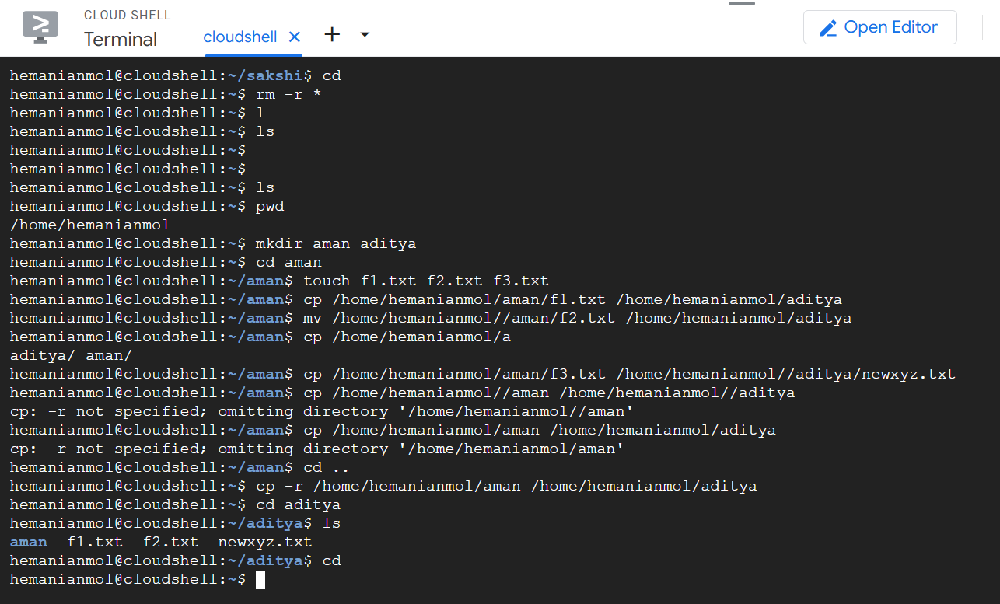 CLOUD SHELL
Terminal
cloudshell
Open Editor
hemanianmol@cloudshell:~/sakshi$ cd
hemanianmol@cloudshell:~$ rm -r *
hemanianmol@cloudshell:~$ l
hemanianmol@cloudshell:~$ ls
hemanianmol@cloudshell:~$
hemanianmol@cloudshell:~$
hemanianmol@cloudshell:~$ ls
hemanianmol@cloudshell:~$ pwd
/home/hemanianmol
hemanianmol@cloudshell:~$ mkdir aman aditya
hemanianmol@cloudshell:~$ cd aman
hemanianmol@cloudshell:~/aman$ touch f1.txt f2.txt f3.txt
hemanianmol@cloudshell:~/aman$ cp /home/hemanianmol/aman/f1.txt /home/hemanianmol/aditya
hemanianmol@cloudshell:~/aman$ mv /home/hemanianmol//aman/f2.txt /home/hemanianmol/aditya
hemanianmol@cloudshell:~/aman$ cp /home/hemanianmol/a
aditya/ aman/
hemanianmol@cloudshell:~/aman$ cp /home/hemanianmol/aman/f3.txt /home/hemanianmol//aditya/newxyz.txt
hemanianmol@cloudshell:~/aman$ cp /home/hemanianmol//aman /home/hemanianmol//aditya
cp: -r not specified; omitting directory '/home/hemanianmol//aman'
hemanianmol@cloudshell:~/aman$ cp /home/hemanianmol/aman /home/hemanianmol/aditya
cp: -r not specified; omitting directory '/home/hemanianmol/aman'
hemanianmol@cloudshell:~/aman$ cd ..
hemanianmol@cloudshell:~$ cp -r /home/hemanianmol/aman /home/hemanianmol/aditya
hemanianmol@cloudshell:~$ cd aditya
hemanianmol@cloudshell:~/aditya$ ls
aman  f1.txt  f2.txt  newxyz.txt
hemanianmol@cloudshell:~/aditya$ cd
hemanianmol@cloudshell:~$